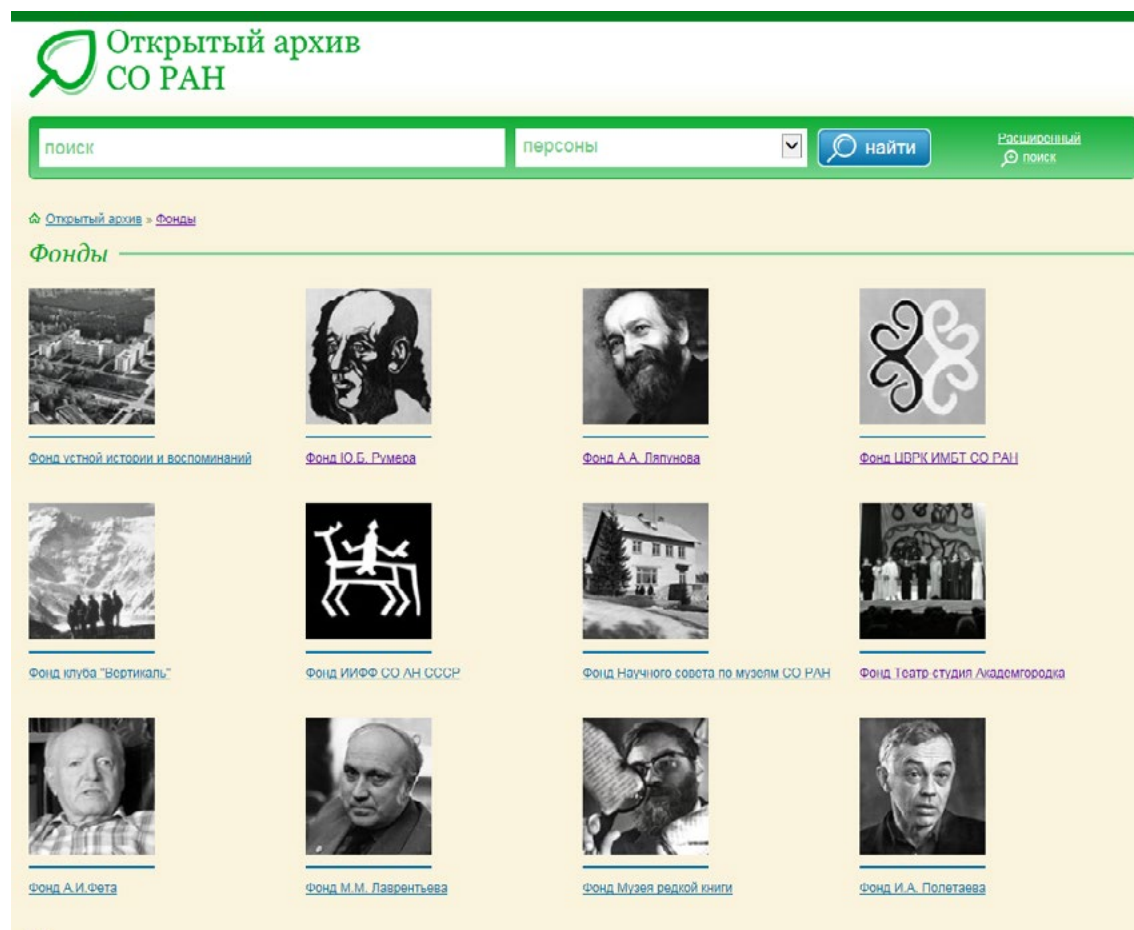 Открытый архив
СО РАН
поиск
персоны
найти
Расширенный
поиск
Открытый архив » Фонды
Фонды
Фонд устной истории и воспоминаний
Фонд Ю.Б. Румера
Фонд А.А. Ляпунова
Фонд ЦВРК ИМБТ СО РАН
Фонд клуба "Вертикаль"
Фонд ИИФФ СО АН СССР
Фонд Научного совета по музеям СО РАН
Фонд Театр-студия Академгородка
Фонд А.И.Фета
Фонд М.М. Лаврентьева
Фонд Музея редкой книги
Фонд И.А. Полетаева